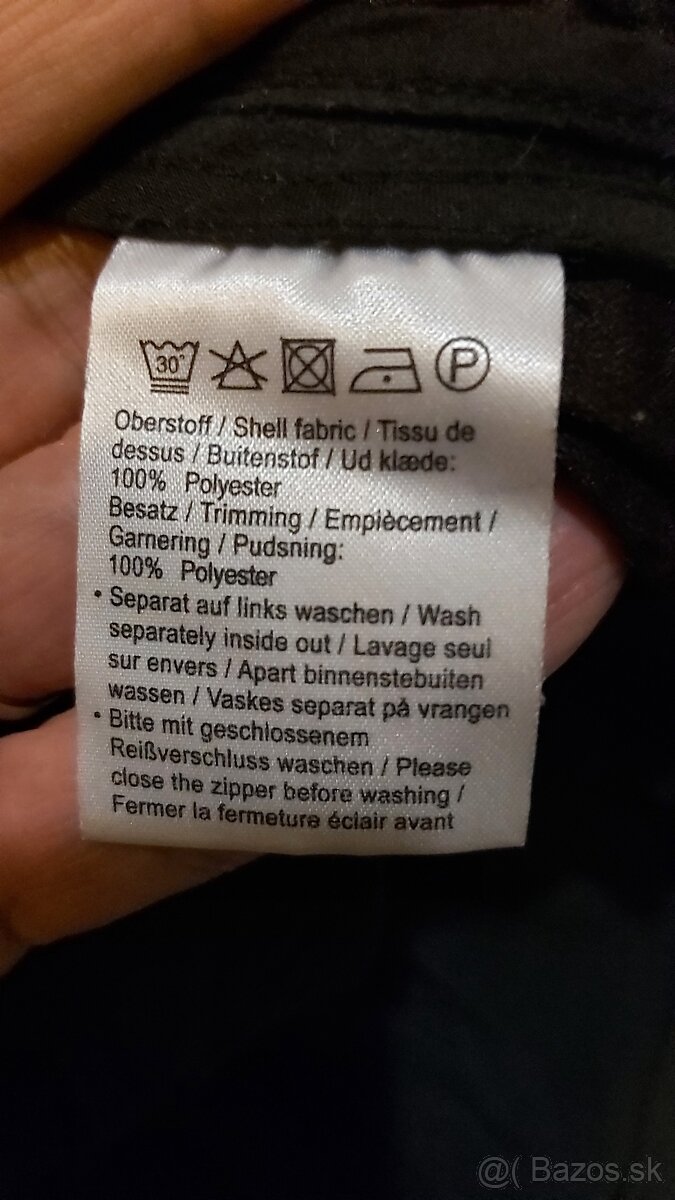 30°
P
Oberstoff / Shell fabric / Tissu de
dessus / Buitenstof / Ud klæde:
100% Polyester
Besatz / Trimming / Empiècement /
Garnering / Pudsning:
100% Polyester
• Separat auf links waschen / Wash
separately inside out / Lavage seul
sur envers / Apart binnenstebuiten
wassen / Vaskes separat på vrangen
• Bitte mit geschlossenem
Reißverschluss waschen / Please
close the zipper before washing /
Fermer la fermeture éclair avant
@( Bazos.sk